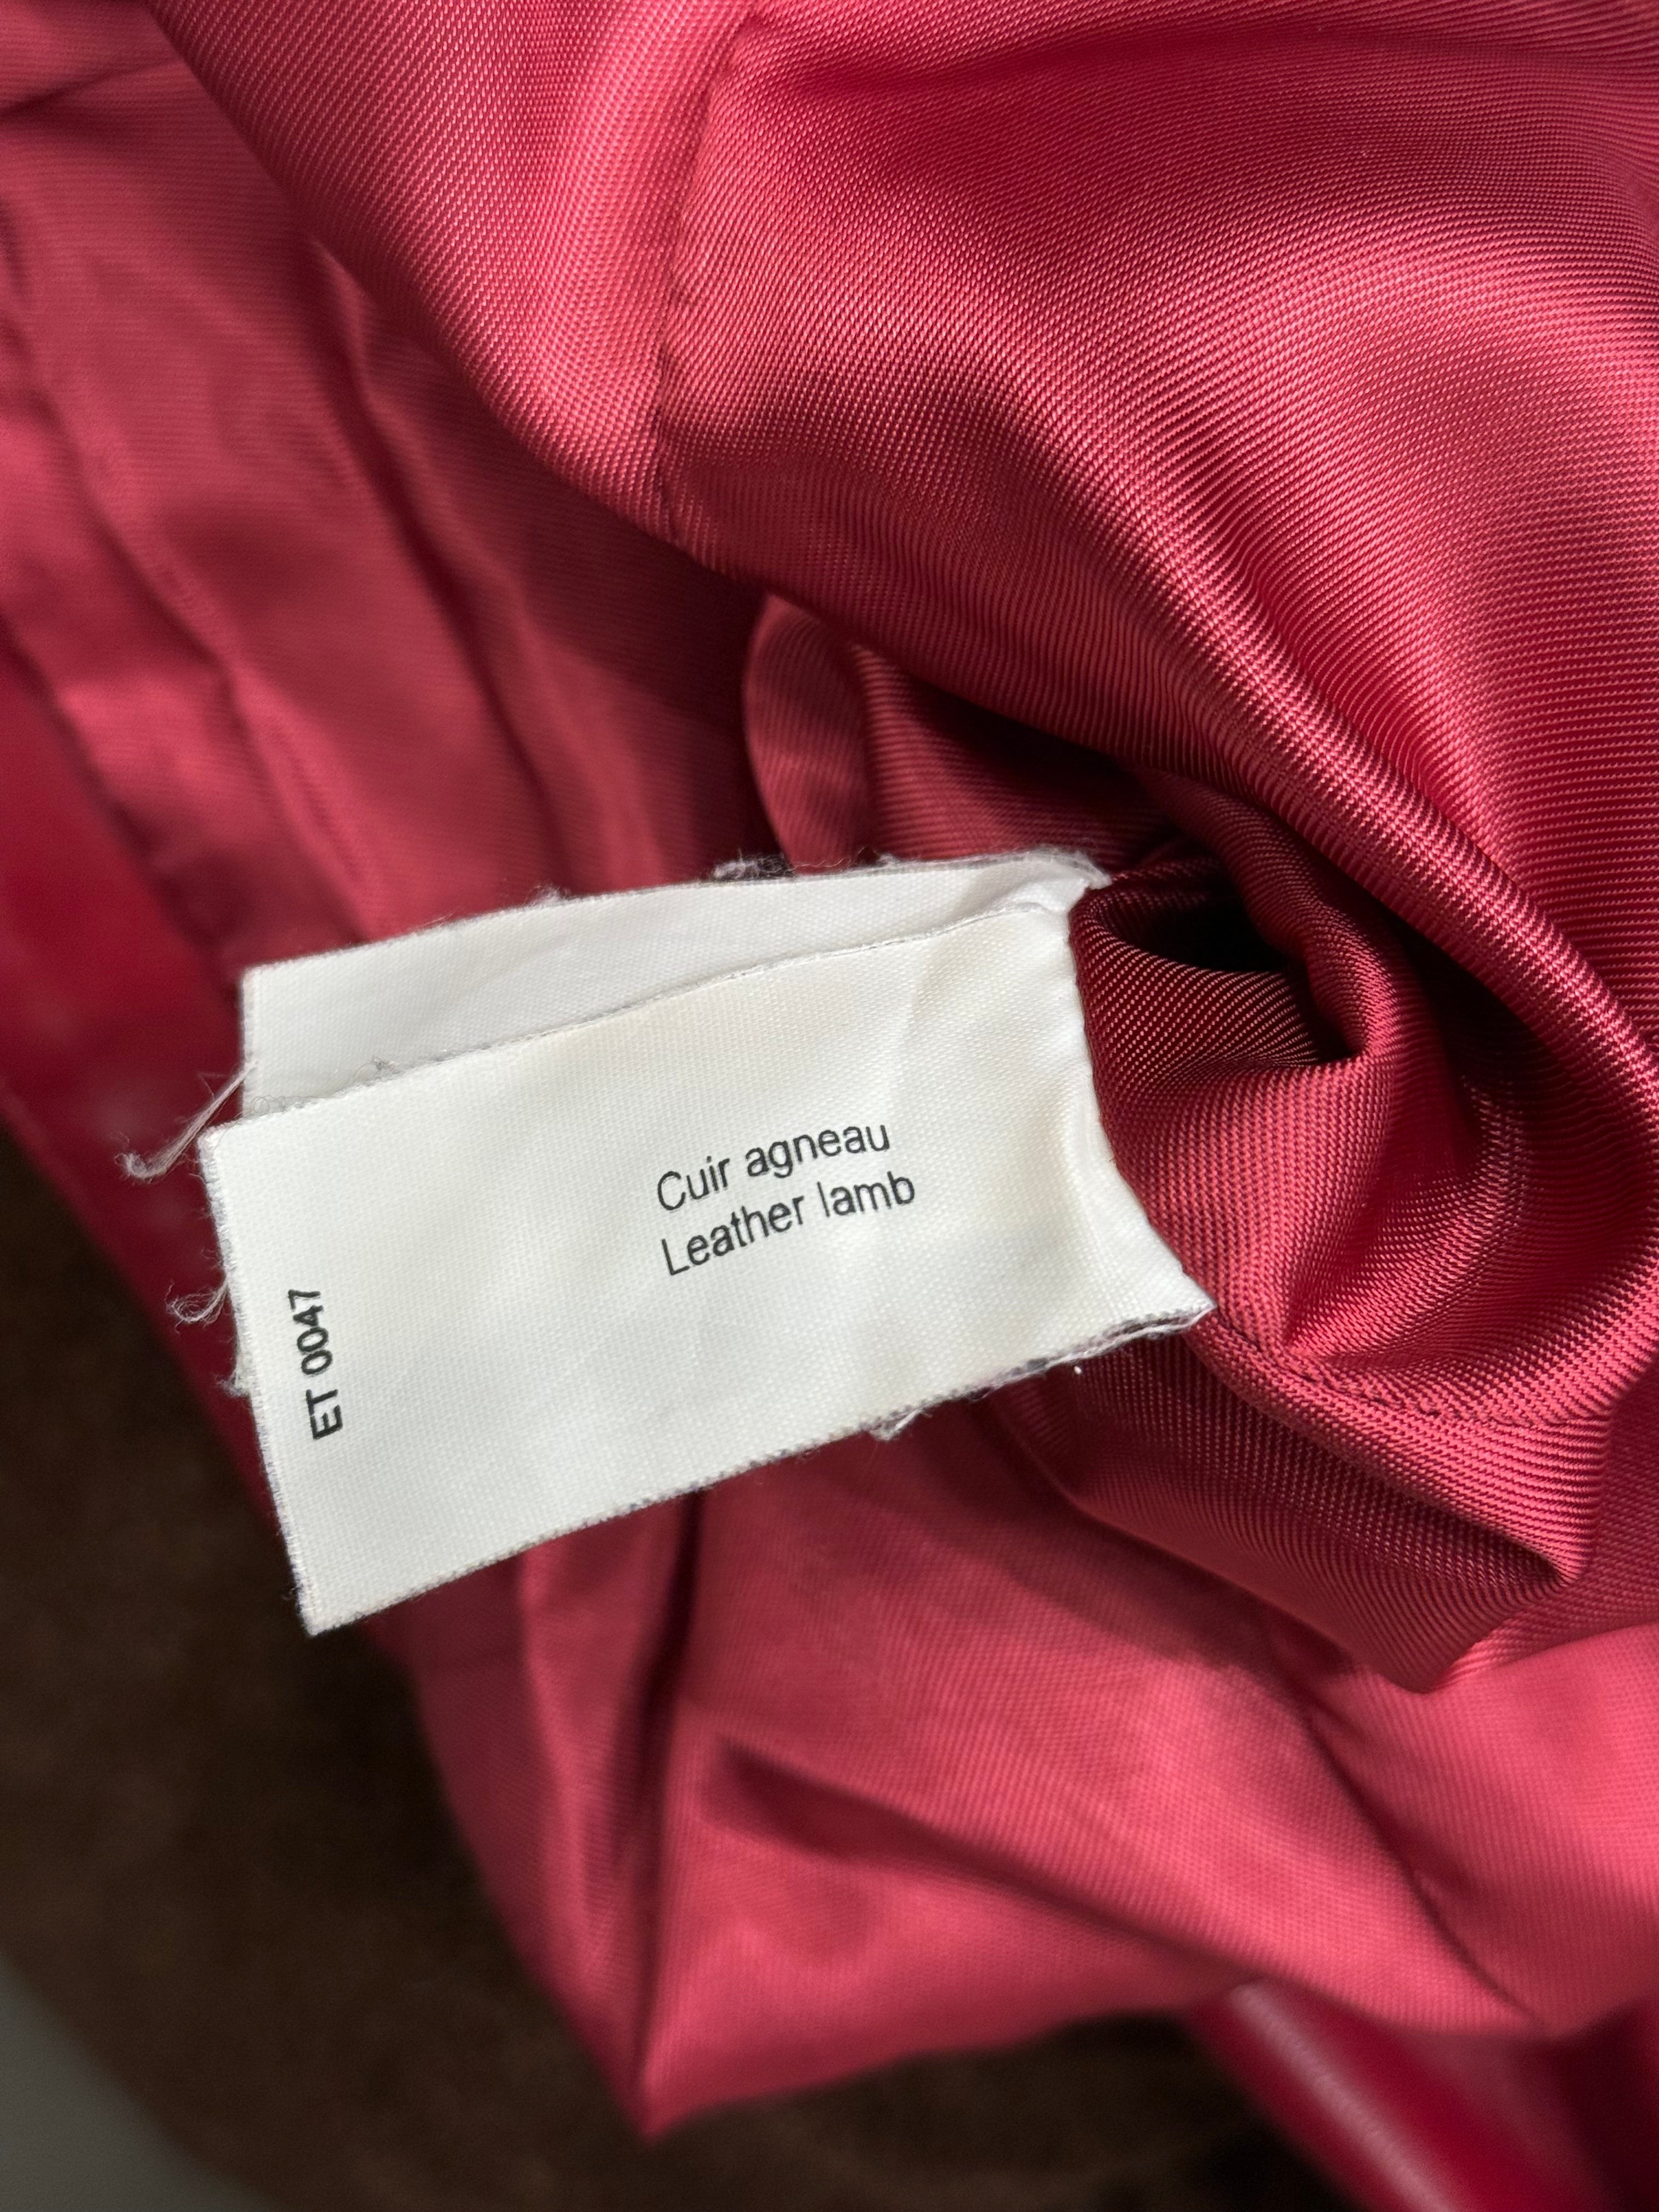 Cuir agneau
Leather lamb
ET 0047